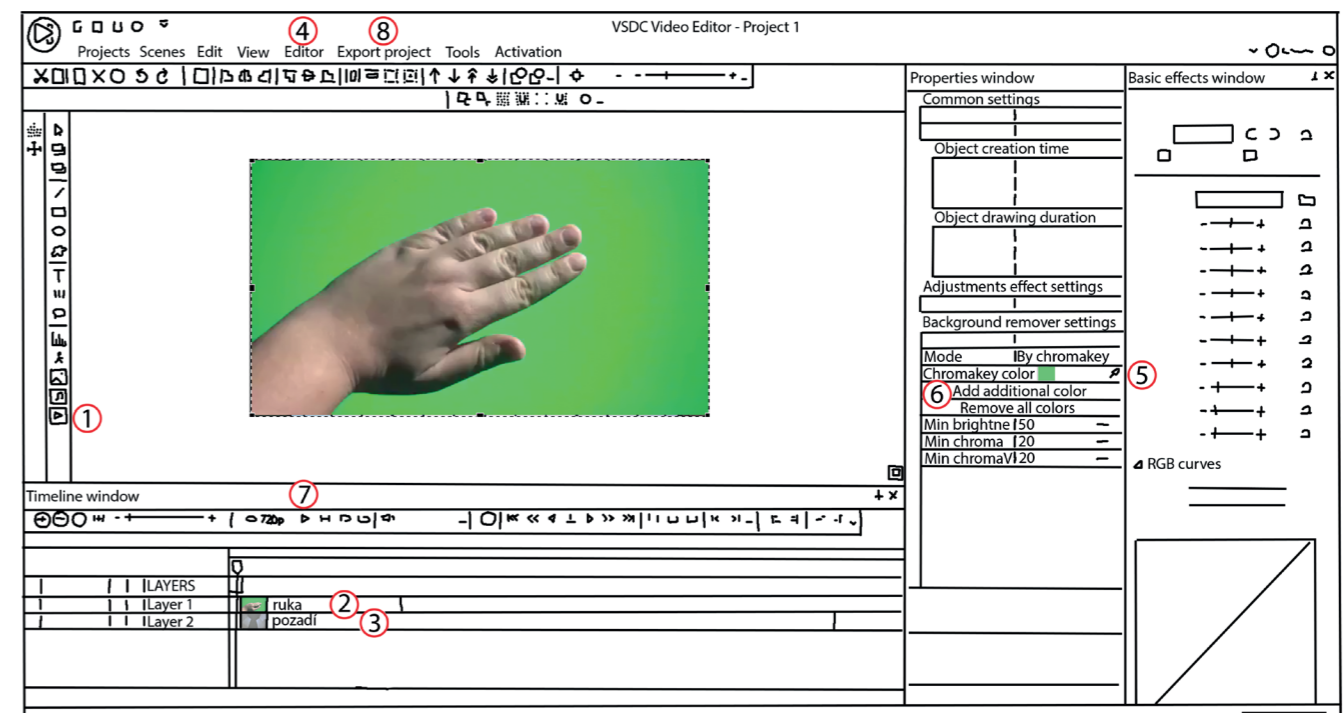 VSDC Video Editor - Project 1
④ ⑧
Projects Scenes Edit View Editor Export project Tools Activation
Properties window
Basic effects window
Common settings
Object creation time
Object drawing duration
Adjustments effect settings
Background remover settings
Mode By chromakey
Chromakey color ⑤
⑥ Add additional color
Remove all colors
Min brightne 50
Min chroma 20
Min chromaV 20
RGB curves
T
①
Timeline window ⑦
720p
LAYERS
Layer 1 ruka ②
Layer 2 pozadí ③